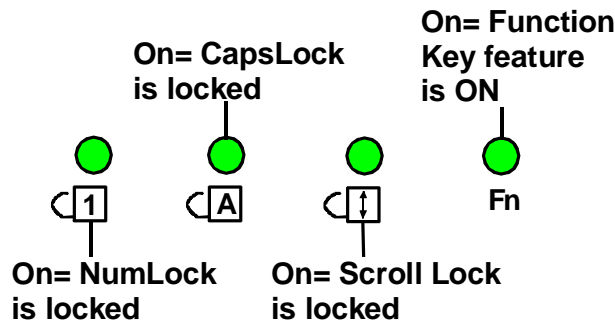 On= Function
Key feature
is ON
On= CapsLock
is locked
1
A
Fn
On= NumLock
is locked
On= Scroll Lock
is locked